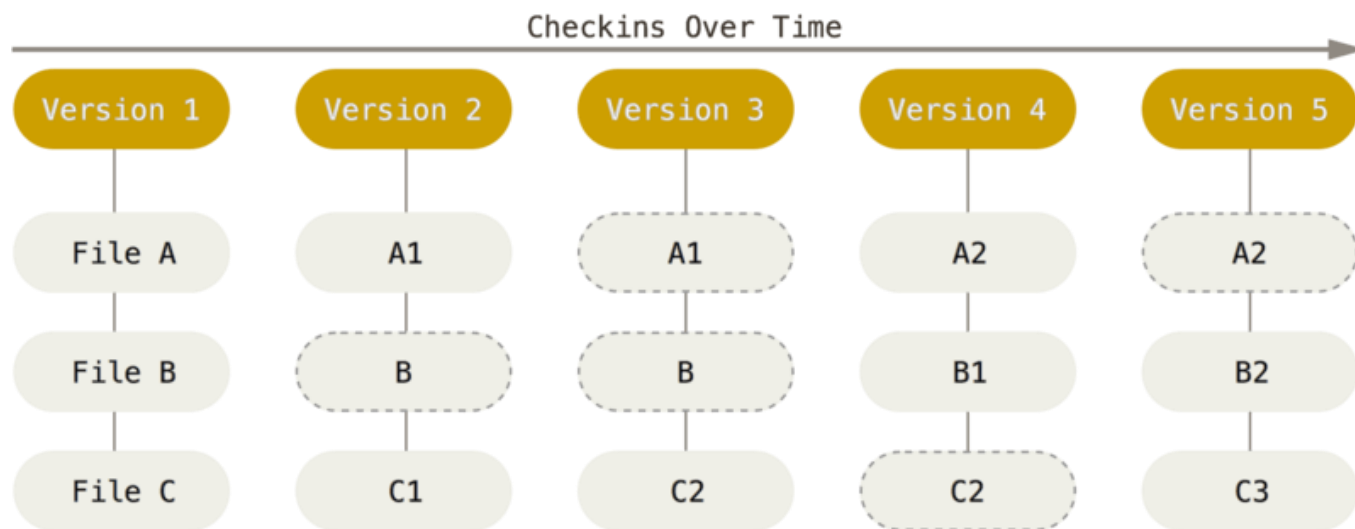 Checkins Over Time
Version 1 Version 2 Version 3 Version 4 Version 5
File A A1 A1 A2 A2
File B B B B1 B2
File C C1 C2 C2 C3